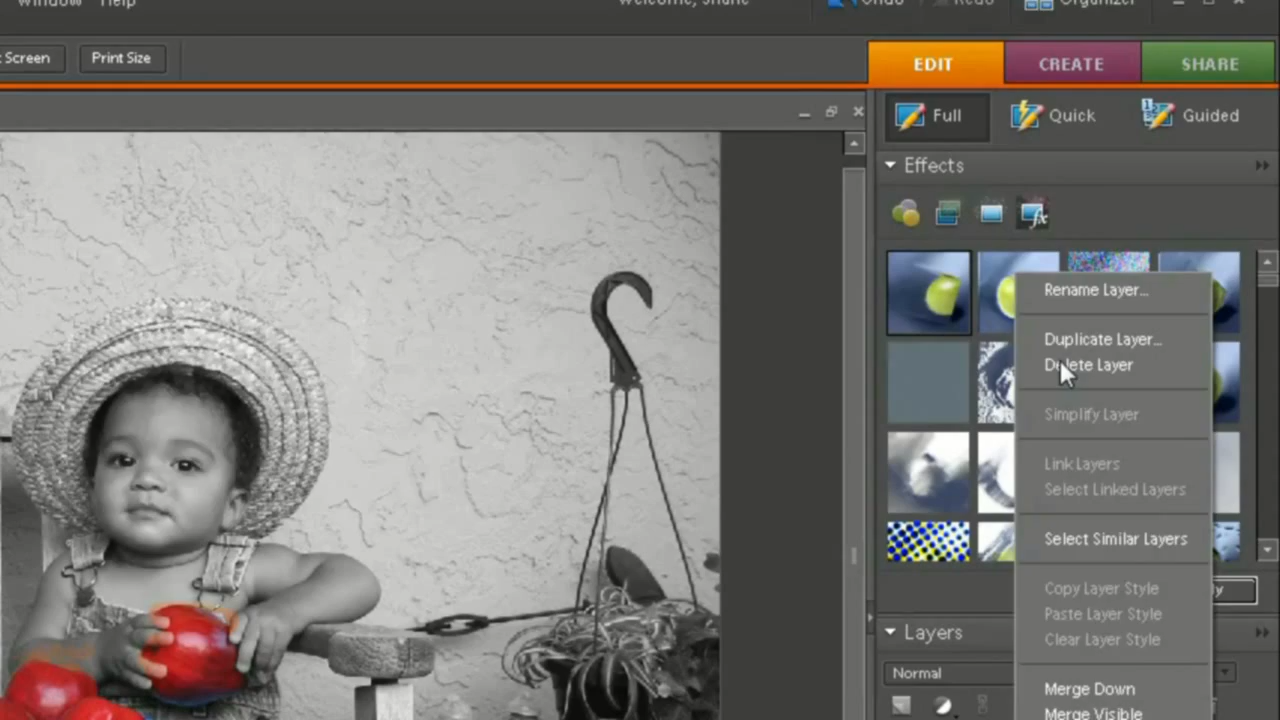 Window Help
Welcome, Shane
Undo
Redo
Organizer
t Screen
Print Size
EDIT
CREATE
SHARE
Full
Quick
Guided
Effects
Rename Layer...
Duplicate Layer...
Delete Layer
Simplify Layer
Link Layers
Select Linked Layers
Select Similar Layers
Copy Layer Style
Paste Layer Style
Clear Layer Style
Layers
Normal
Merge Down
Merge Visible